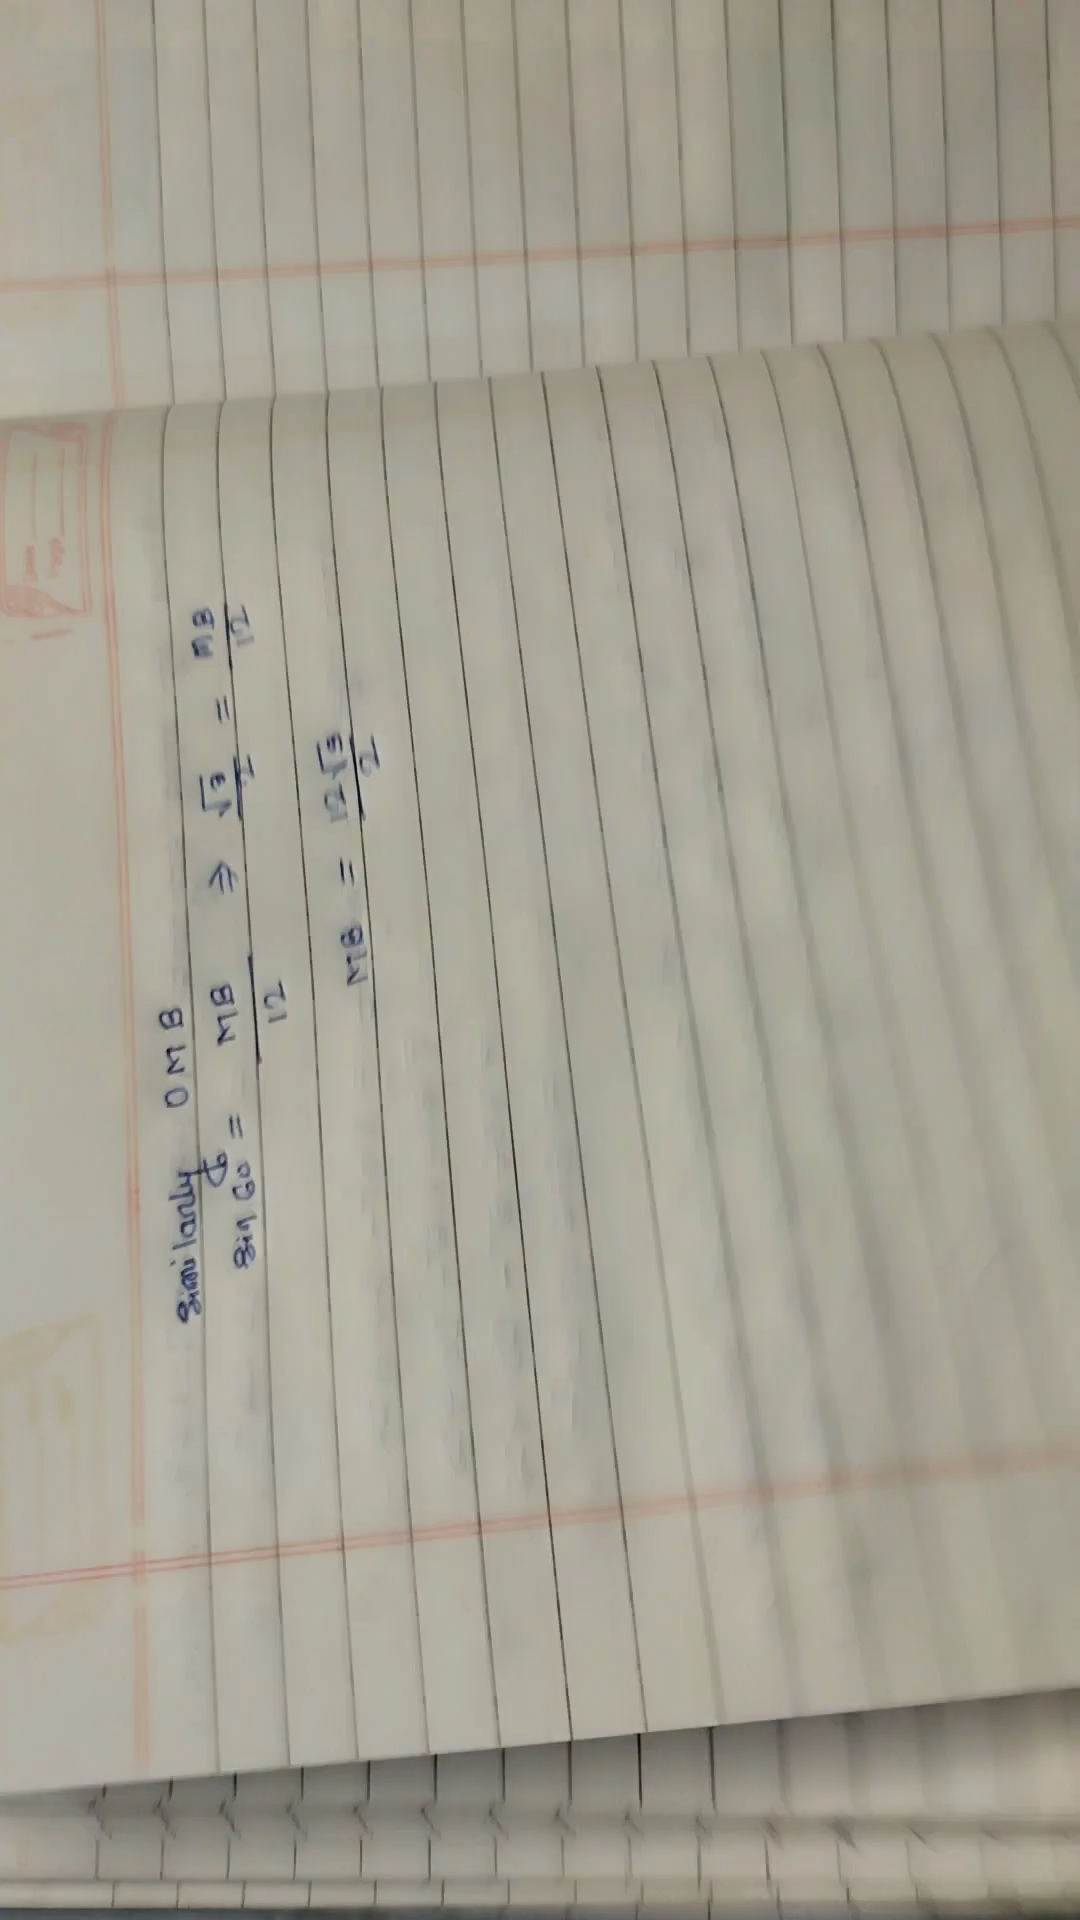 Similarly OMB
Sin 60 = MB/12 ⇒ √3/2 = MB/12
MB = 12√3/2